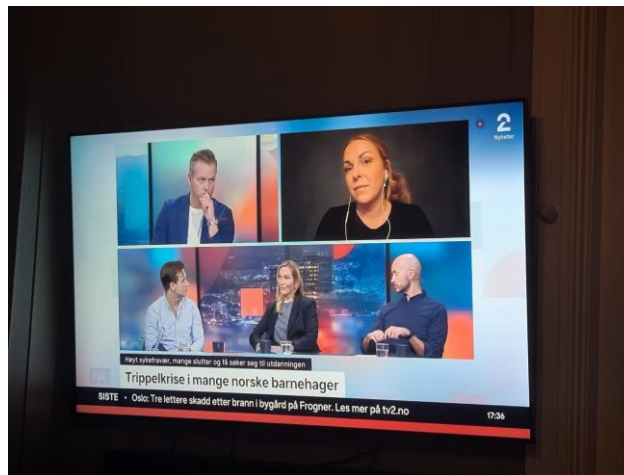 2
Nyheter
Høyt sykefravær, mange slutter og få søker seg til utdanningen
Trippelkrise i mange norske barnehager
SISTE • Oslo: Tre lettere skadd etter brann i bygård på Frogner. Les mer på tv2.no 17:36